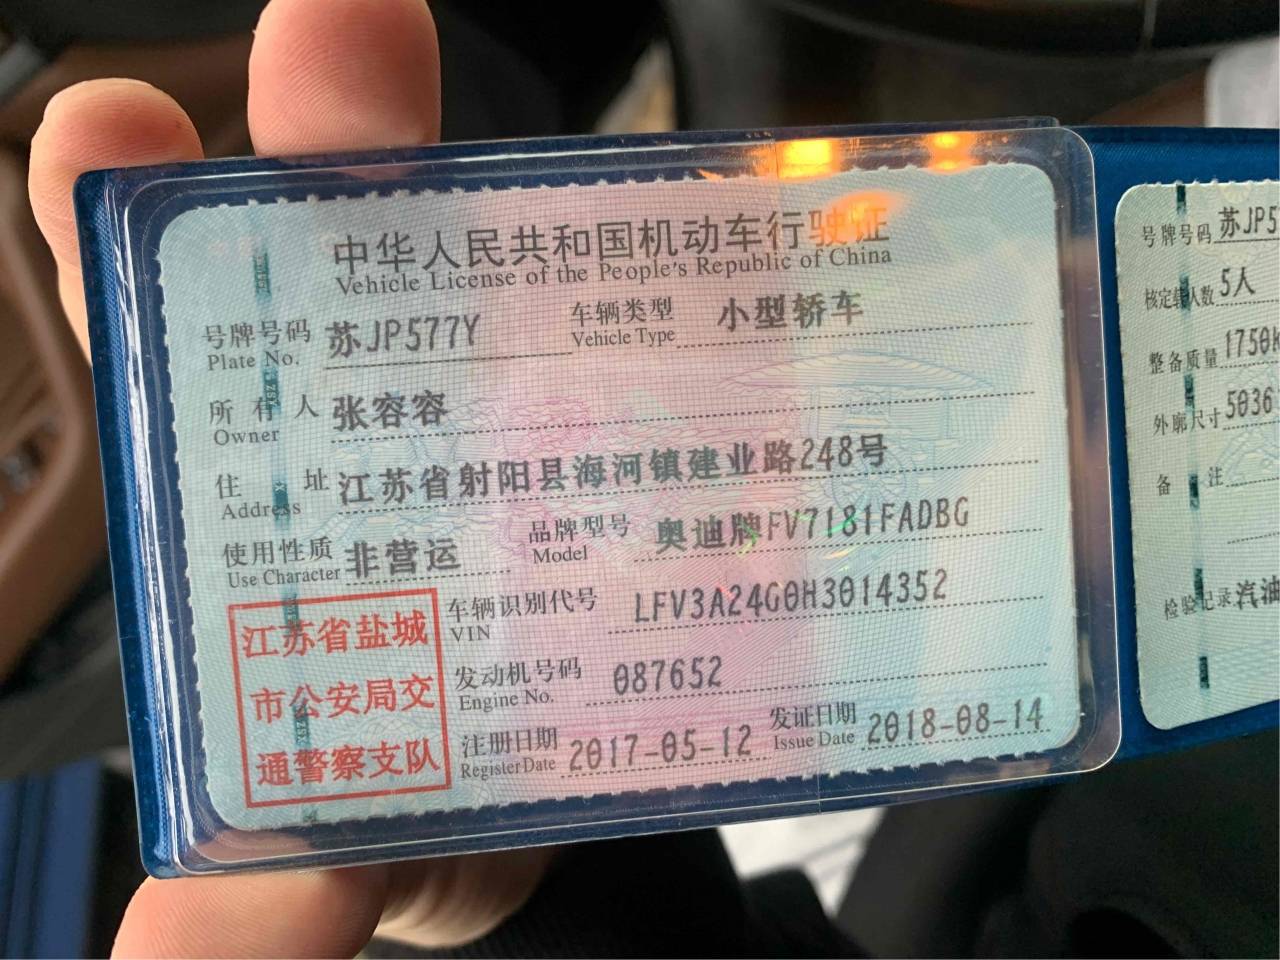 中华人民共和国机动车行驶证
Vehicle License of the People's Republic of China
号牌号码 苏JP577Y 车辆类型 小型轿车
Plate No. Vehicle Type
所有人 张容容
Owner
住址 江苏省射阳县海河镇建业路248号
Address
使用性质 非营运 品牌型号 奥迪牌FV7181FADBG
Use Character Model
车辆识别代号 LFV3A24G0H3014352
VIN
发动机号码 087652
Engine No.
注册日期 2017-05-12 发证日期 2018-08-14
Register Date Issue Date
江苏省盐城
市公安局交
通警察支队
号牌号码 苏JP5
核定载人数 5人
整备质量 1750k
外廓尺寸 5036
备注
检验记录 汽油